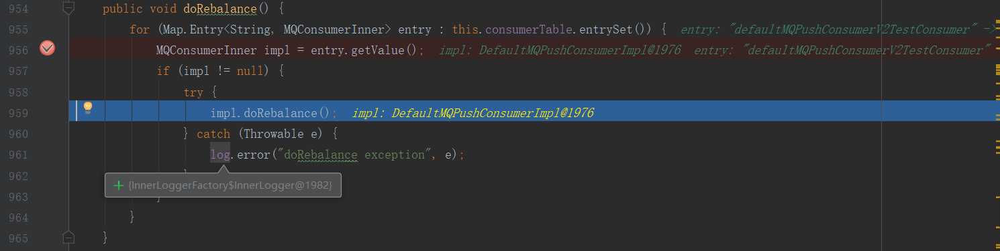 954 public void doRebalance() {
955 for (Map.Entry<String, MQConsumerInner> entry : this.consumerTable.entrySet()) { entry: "defaultMQPushConsumerV2TestConsumer" ->
956 MQConsumerInner impl = entry.getValue(); impl: DefaultMQPushConsumerImpl@1976 entry: "defaultMQPushConsumerV2TestConsumer"
957 if (impl != null) {
958 try {
959 impl.doRebalance(); impl: DefaultMQPushConsumerImpl@1976
960 } catch (Throwable e) {
961 log.error("doRebalance exception", e);
962 }
+ {InnerLoggerFactory$InnerLogger@1982}
963 }
964 }
965 }